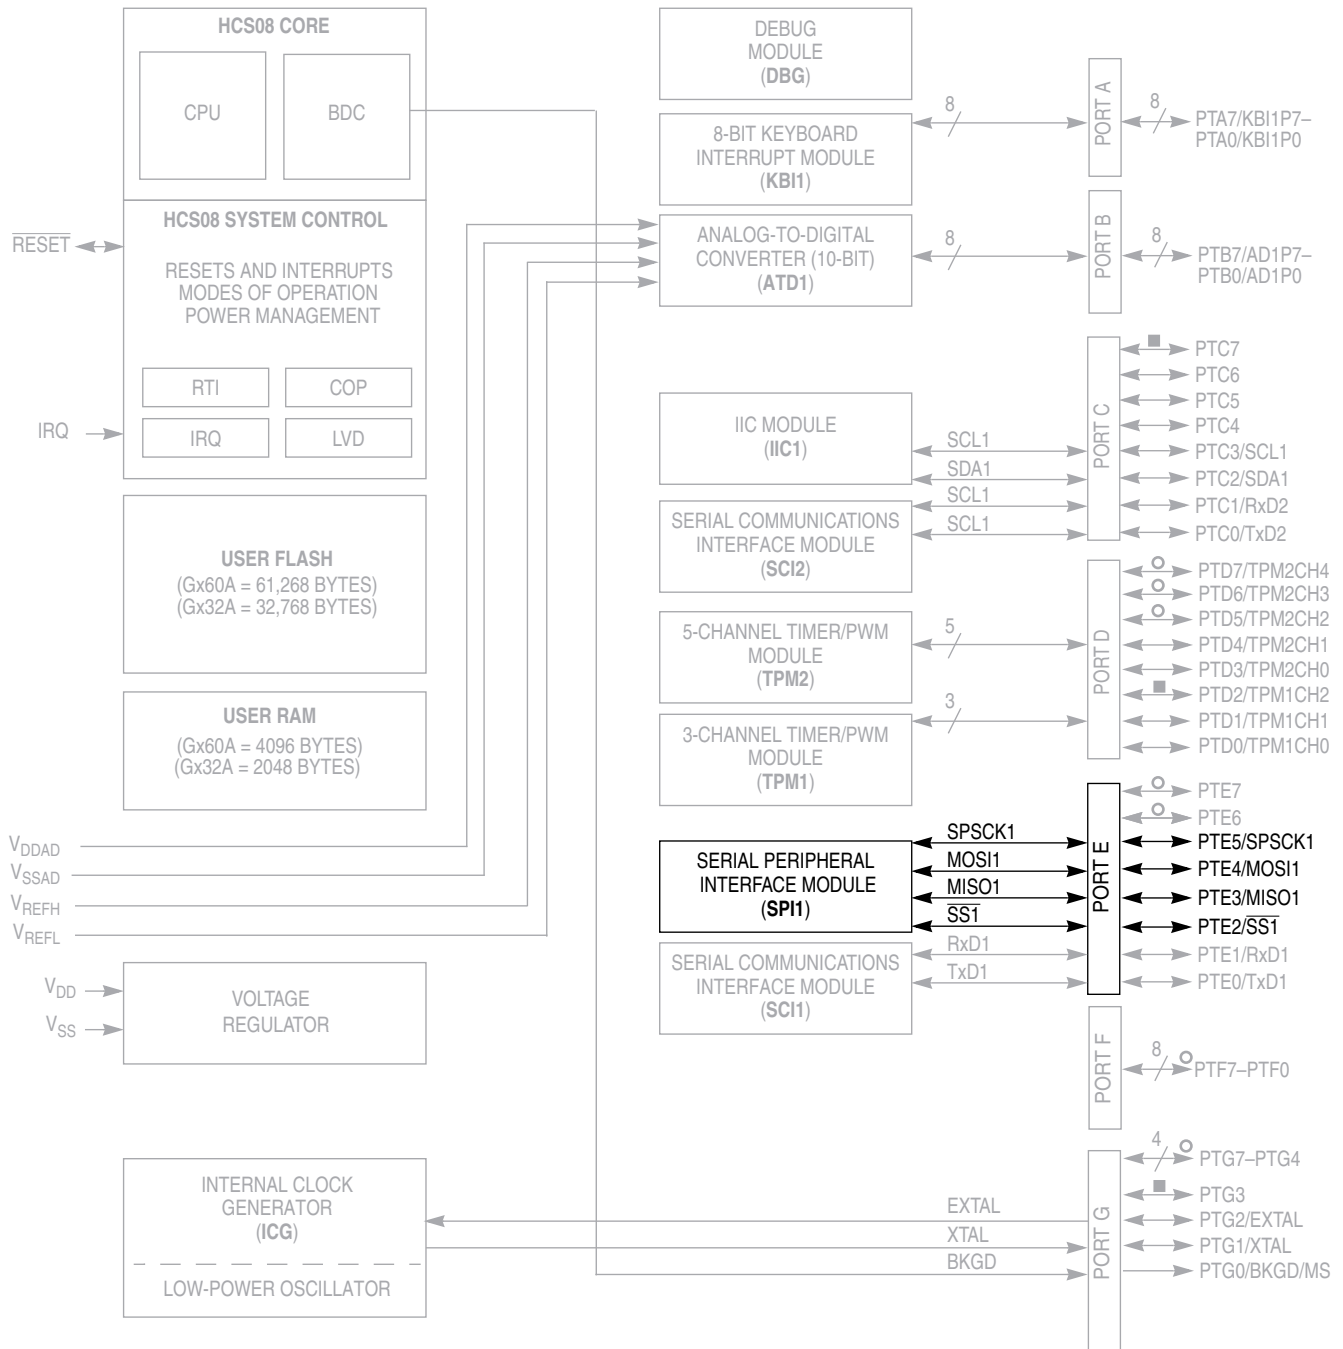 HCS08 CORE
CPU
BDC
HCS08 SYSTEM CONTROL
RESETS AND INTERRUPTS
MODES OF OPERATION
POWER MANAGEMENT
RTI
COP
IRQ
LVD
RESET
IRQ
USER FLASH
(Gx60A = 61,268 BYTES)
(Gx32A = 32,768 BYTES)
USER RAM
(Gx60A = 4096 BYTES)
(Gx32A = 2048 BYTES)
VDDAD
VSSAD
VREFH
VREFL
VDD
VSS
VOLTAGE
REGULATOR
INTERNAL CLOCK
GENERATOR
(ICG)
LOW-POWER OSCILLATOR
DEBUG
MODULE
(DBG)
8-BIT KEYBOARD
INTERRUPT MODULE
(KBI1)
ANALOG-TO-DIGITAL
CONVERTER (10-BIT)
(ATD1)
IIC MODULE
(IIC1)
SERIAL COMMUNICATIONS
INTERFACE MODULE
(SCI2)
5-CHANNEL TIMER/PWM
MODULE
(TPM2)
3-CHANNEL TIMER/PWM
MODULE
(TPM1)
SERIAL PERIPHERAL
INTERFACE MODULE
(SPI1)
SERIAL COMMUNICATIONS
INTERFACE MODULE
(SCI1)
8
8
SCL1
SDA1
SCL1
SCL1
5
3
SPSCK1
MOSI1
MISO1
SS1
RxD1
TxD1
EXTAL
XTAL
BKGD
PORT A
8
PTA7/KBI1P7–
PTA0/KBI1P0
PORT B
8
PTB7/AD1P7–
PTB0/AD1P0
PORT C
PTC7
PTC6
PTC5
PTC4
PTC3/SCL1
PTC2/SDA1
PTC1/RxD2
PTC0/TxD2
PORT D
PTD7/TPM2CH4
PTD6/TPM2CH3
PTD5/TPM2CH2
PTD4/TPM2CH1
PTD3/TPM2CH0
PTD2/TPM1CH2
PTD1/TPM1CH1
PTD0/TPM1CH0
PORT E
PTE7
PTE6
PTE5/SPSCK1
PTE4/MOSI1
PTE3/MISO1
PTE2/SS1
PTE1/RxD1
PTE0/TxD1
PORT F
8
PTF7–PTF0
PORT G
4
PTG7–PTG4
PTG3
PTG2/EXTAL
PTG1/XTAL
PTG0/BKGD/MS